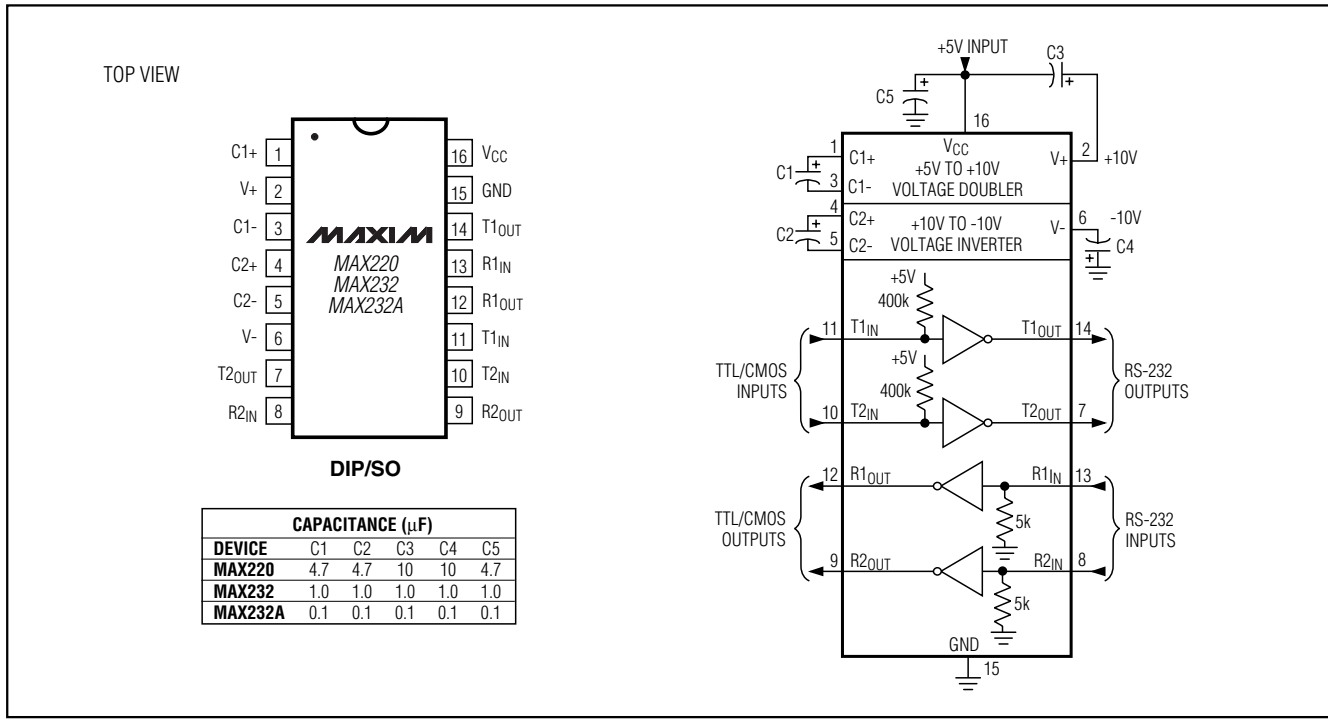 TOP VIEW
C1+ 1
V+ 2
C1- 3
C2+ 4
C2- 5
V- 6
T2OUT 7
R2IN 8
16 VCC
15 GND
14 T1OUT
13 R1IN
12 R1OUT
11 T1IN
10 T2IN
9 R2OUT
MAXIM
MAX220
MAX232
MAX232A
DIP/SO
CAPACITANCE (μF)
DEVICE C1 C2 C3 C4 C5
MAX220 4.7 4.7 10 10 4.7
MAX232 1.0 1.0 1.0 1.0 1.0
MAX232A 0.1 0.1 0.1 0.1 0.1
+5V INPUT
C3
C5 +
+
16
1 C1+
C1 +
3 C1-
VCC
+5V TO +10V
VOLTAGE DOUBLER
V+ 2 +10V
4 C2+
C2 +
5 C2-
+10V TO -10V
VOLTAGE INVERTER
V- 6 -10V
+ C4
+5V
400k
11 T1IN T1OUT 14
+5V
400k
TTL/CMOS
INPUTS
RS-232
OUTPUTS
10 T2IN T2OUT 7
12 R1OUT R1IN 13
5k
TTL/CMOS
OUTPUTS
RS-232
INPUTS
9 R2OUT R2IN 8
5k
GND
15